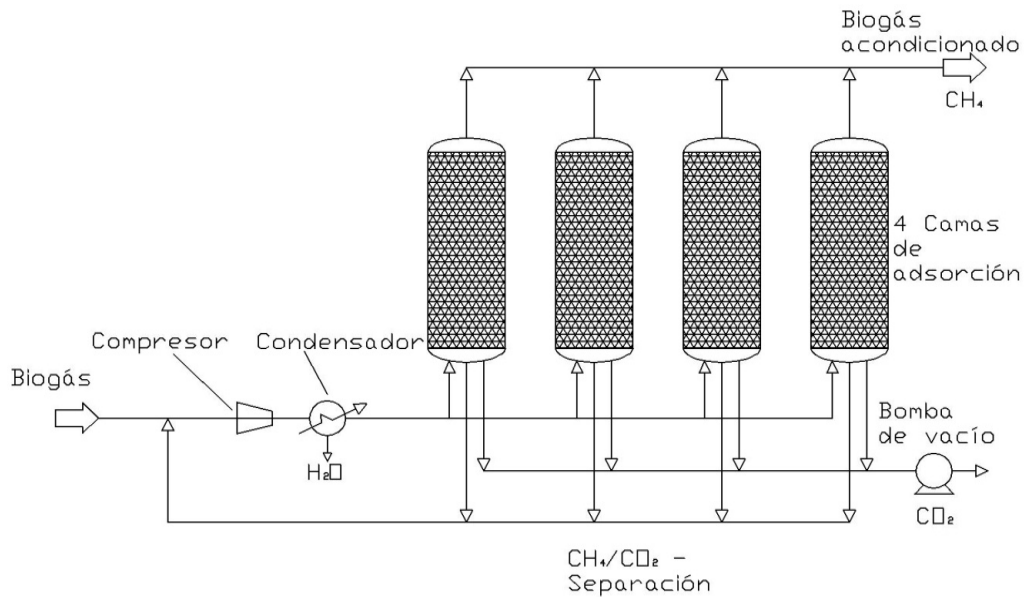 Biogás
acondicionado
CH₄
4 Camas
de
adsorción
Compresor
Condensador
Biogás
H₂O
Bomba
de vacío
CO₂
CH₄/CO₂ -
Separación